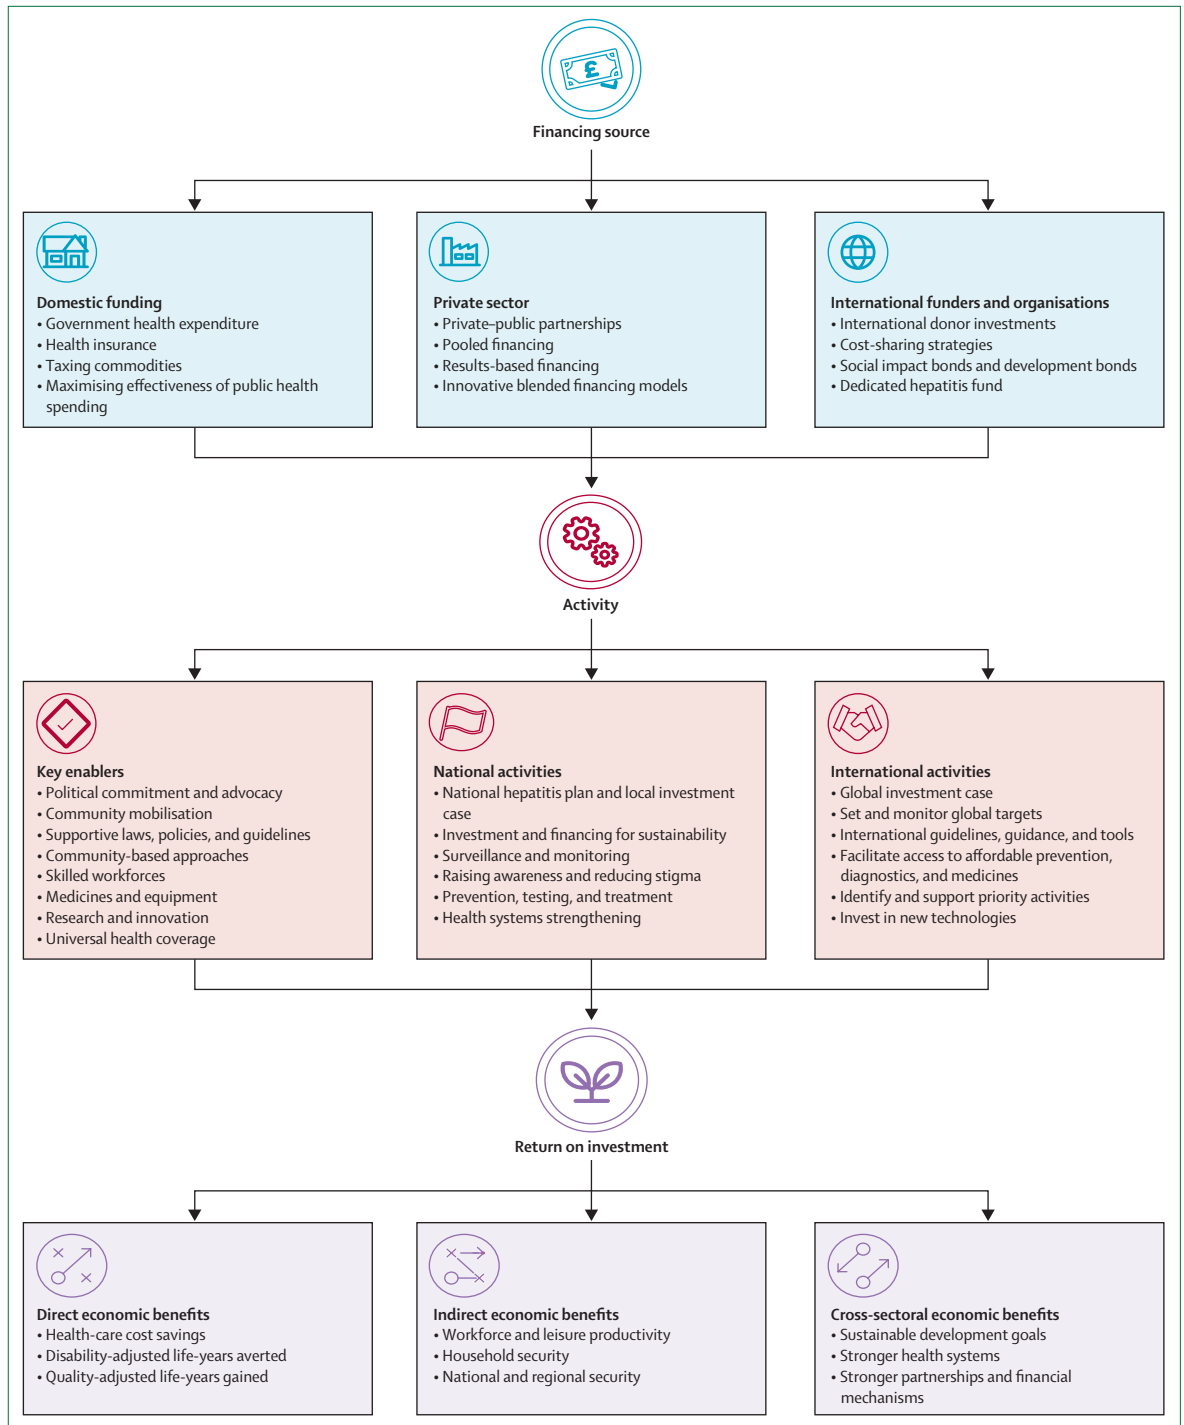 £
Financing source
Domestic funding
• Government health expenditure
• Health insurance
• Taxing commodities
• Maximising effectiveness of public health
spending
Private sector
• Private–public partnerships
• Pooled financing
• Results-based financing
• Innovative blended financing models
International funders and organisations
• International donor investments
• Cost-sharing strategies
• Social impact bonds and development bonds
• Dedicated hepatitis fund
Activity
Key enablers
• Political commitment and advocacy
• Community mobilisation
• Supportive laws, policies, and guidelines
• Community-based approaches
• Skilled workforces
• Medicines and equipment
• Research and innovation
• Universal health coverage
National activities
• National hepatitis plan and local investment
case
• Investment and financing for sustainability
• Surveillance and monitoring
• Raising awareness and reducing stigma
• Prevention, testing, and treatment
• Health systems strengthening
International activities
• Global investment case
• Set and monitor global targets
• International guidelines, guidance, and tools
• Facilitate access to affordable prevention,
diagnostics, and medicines
• Identify and support priority activities
• Invest in new technologies
Return on investment
Direct economic benefits
• Health-care cost savings
• Disability-adjusted life-years averted
• Quality-adjusted life-years gained
Indirect economic benefits
• Workforce and leisure productivity
• Household security
• National and regional security
Cross-sectoral economic benefits
• Sustainable development goals
• Stronger health systems
• Stronger partnerships and financial
mechanisms